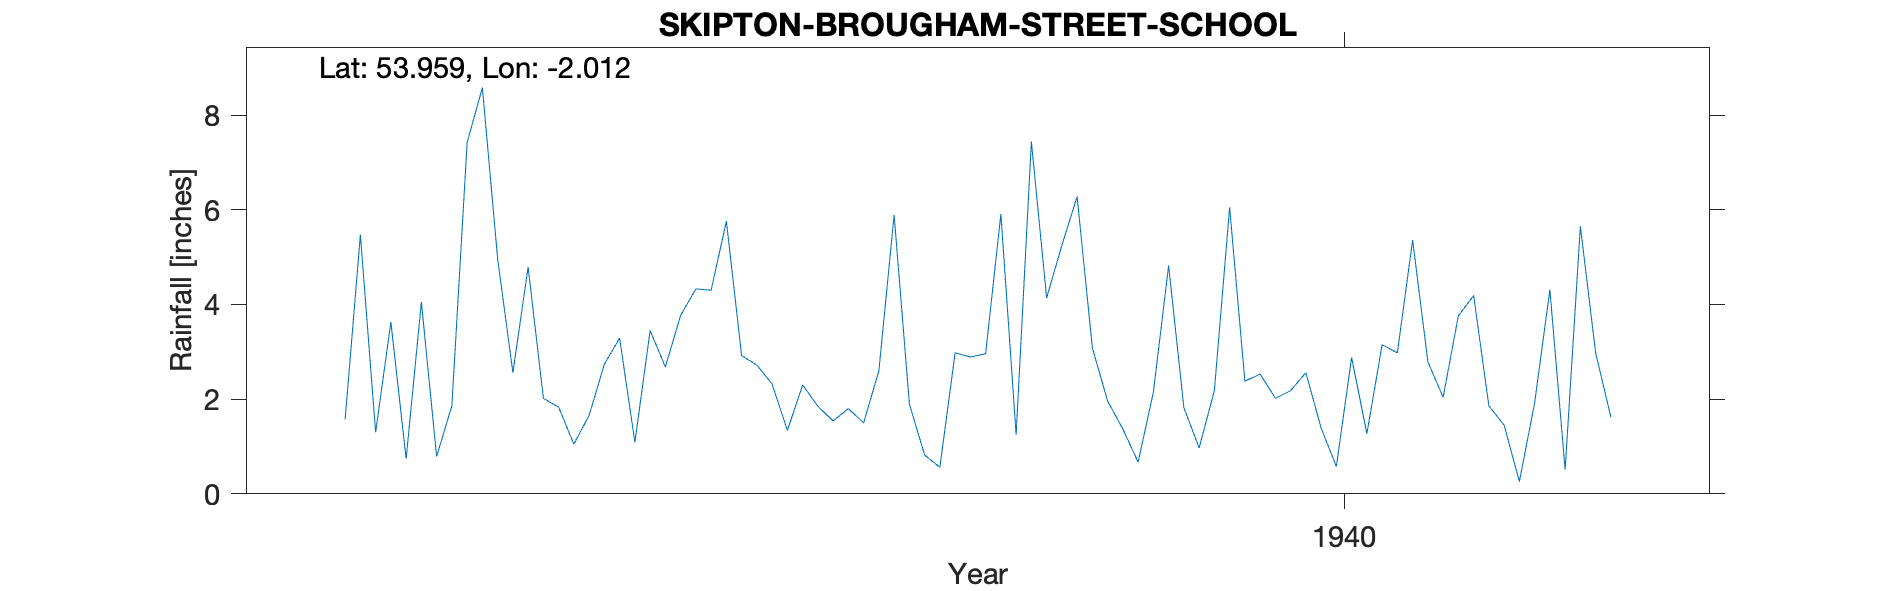 SKIPTON-BROUGHAM-STREET-SCHOOL
Lat: 53.959, Lon: -2.012
8
6
4
2
0
Rainfall [inches]
1940
Year